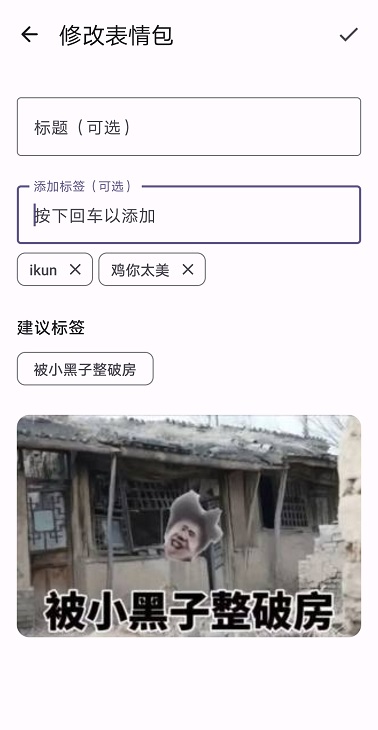 修改表情包
标题（可选）
添加标签（可选）
按下回车以添加
ikun
鸡你太美
建议标签
被小黑子整破房
被小黑子整破房